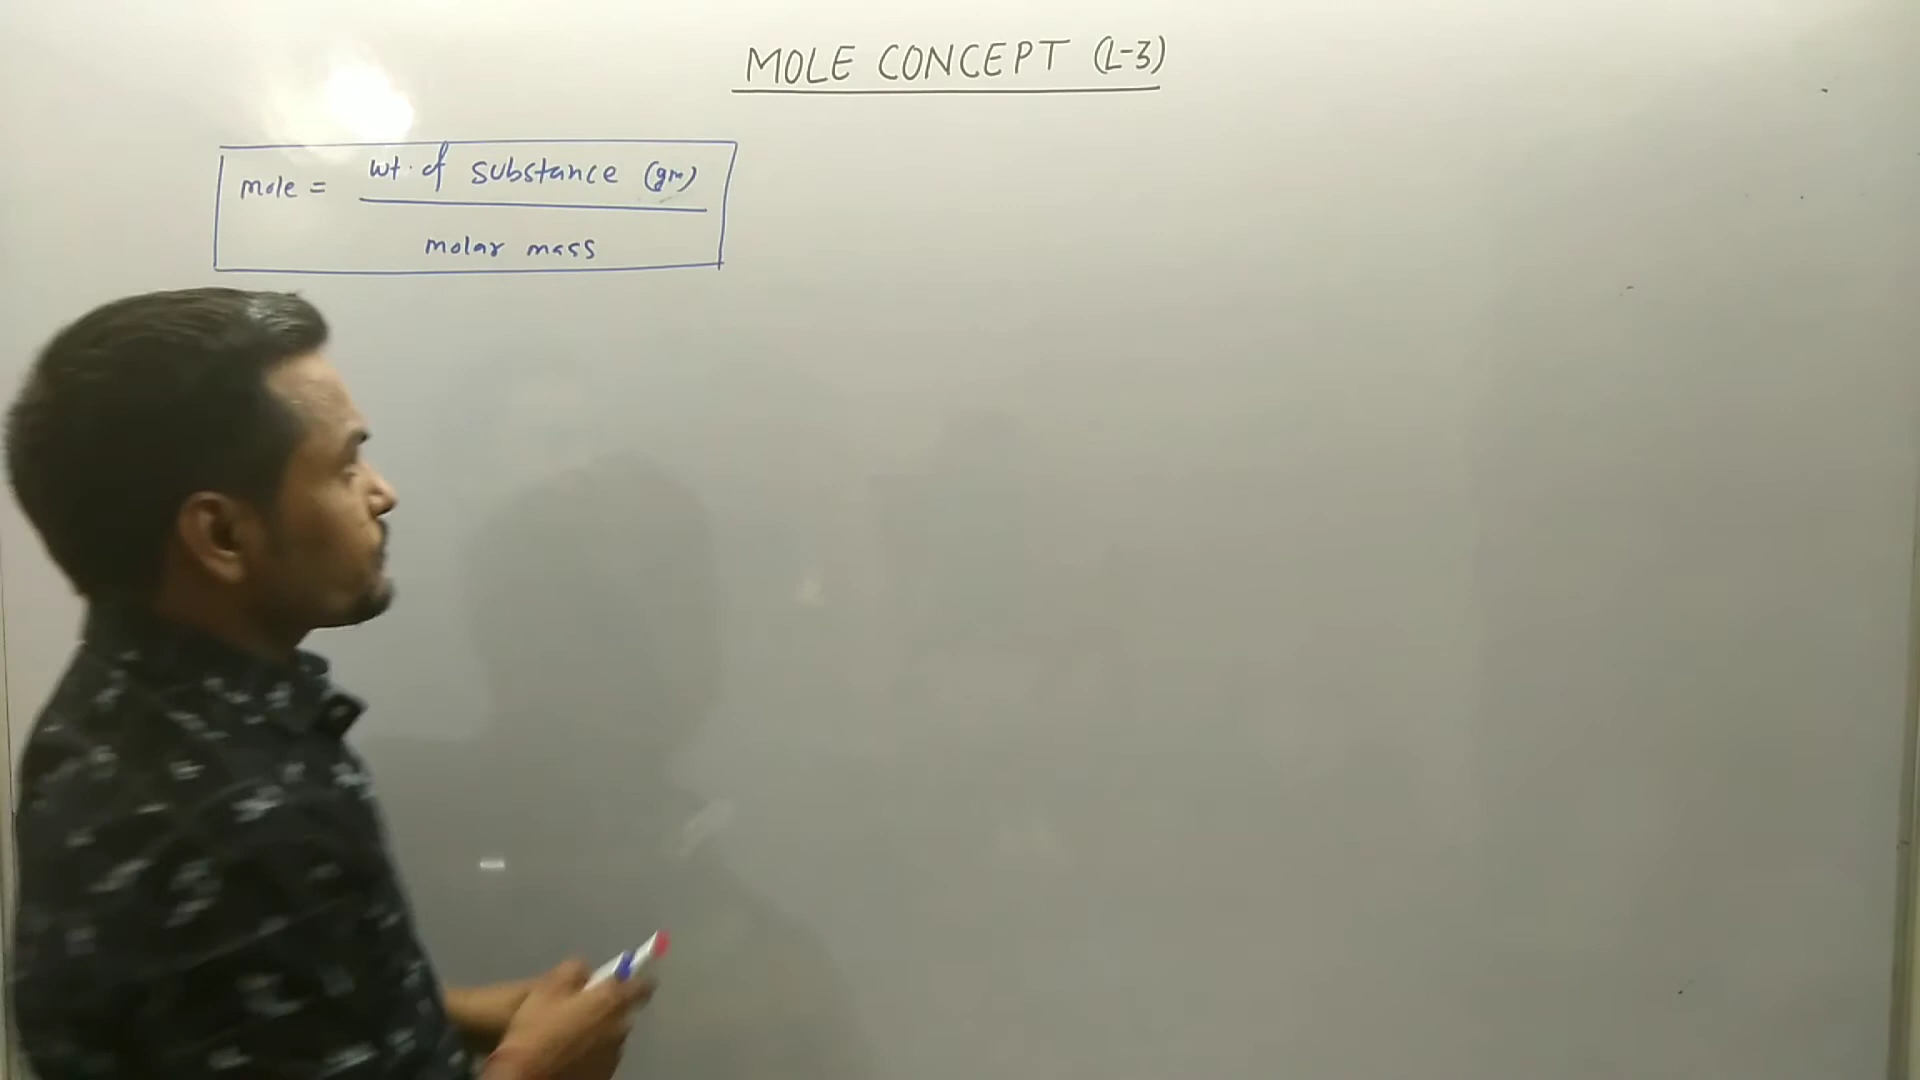 MOLE CONCEPT (L-3)
mole = wt. of substance (gm)
molar mass